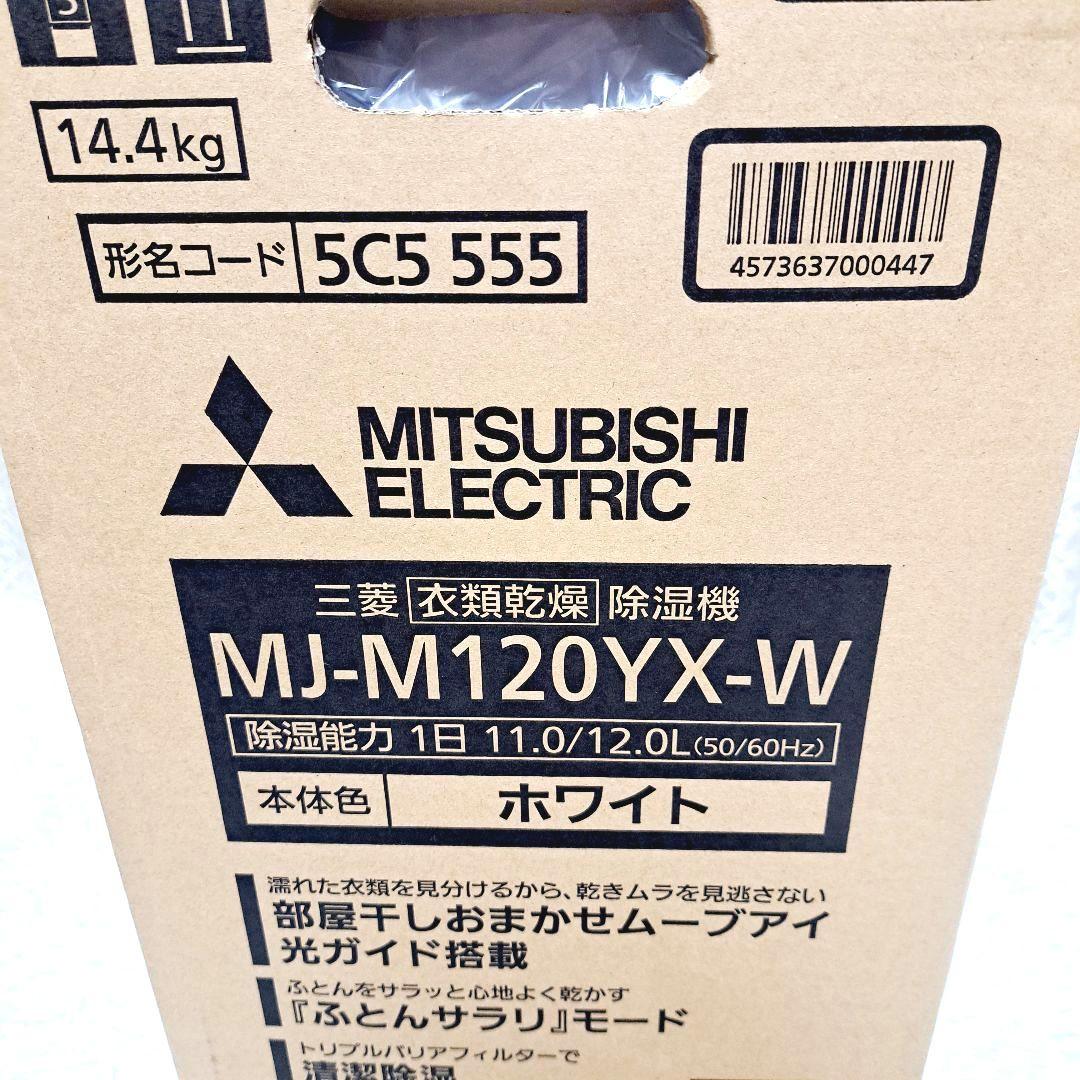 14.4kg
形名コード 5C5 555
4573637000447
MITSUBISHI
ELECTRIC
三菱 衣類乾燥 除湿機
MJ-M120YX-W
除湿能力 1日 11.0/12.0L(50/60Hz)
本体色 ホワイト
濡れた衣類を見分けるから、乾きムラを見逃さない
部屋干しおまかせムーブアイ
光ガイド搭載
ふとんをサラッと心地よく乾かす
『ふとんサラリ』モード
トリプルバリアフィルターで
清潔除湿